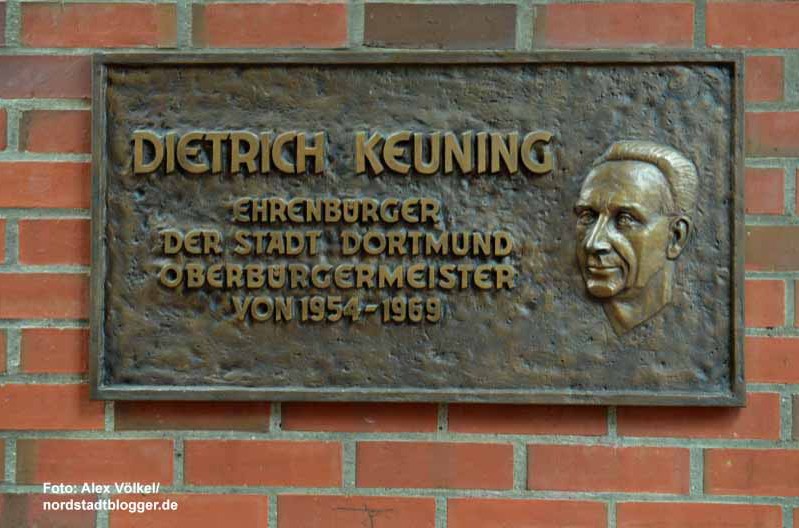 DIETRICH KEUNING
EHRENBÜRGER
DER STADT DORTMUND
OBERBÜRGERMEISTER
VON 1954-1969
Foto: Alex Völkel/
nordstadtblogger.de